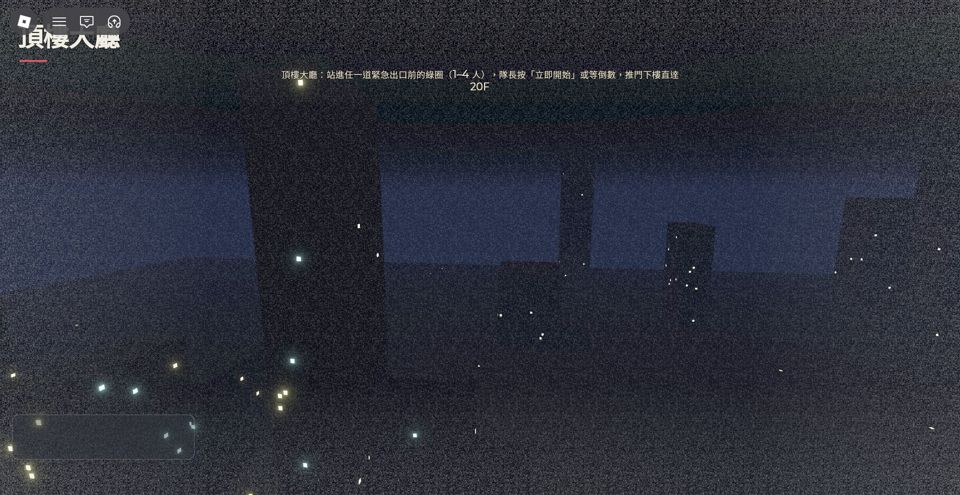 頂樓大廳
頂樓大廳：站進任一道緊急出口前的綠圈（1–4 人），隊長按「立即開始」或等倒數，推門下樓直達
20F